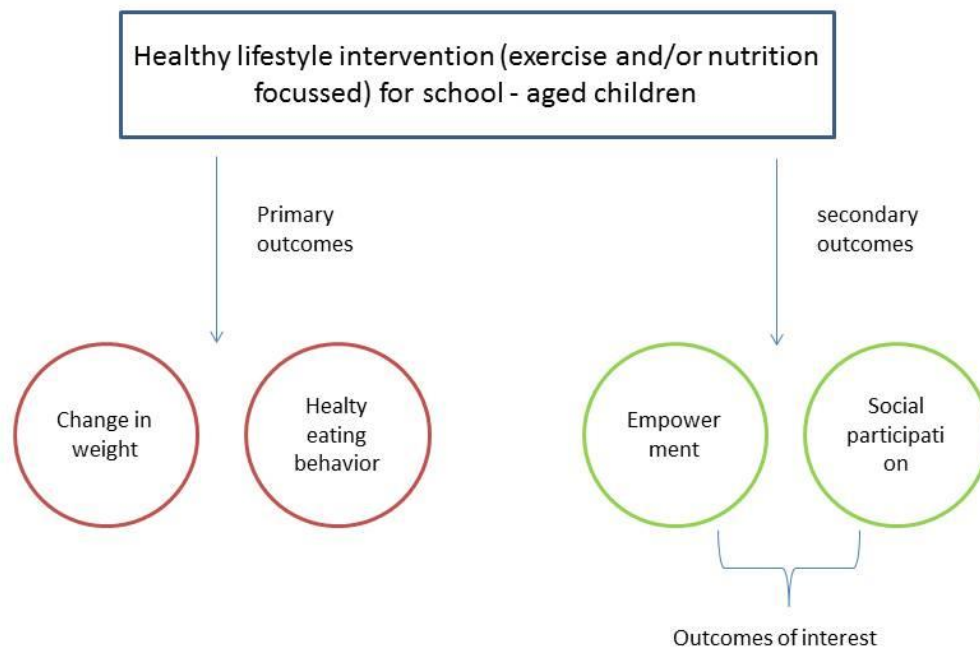 Healthy lifestyle intervention (exercise and/or nutrition
focussed) for school - aged children
Primary
outcomes
secondary
outcomes
Change in
weight
Healty
eating
behavior
Empower
ment
Social
participati
on
Outcomes of interest